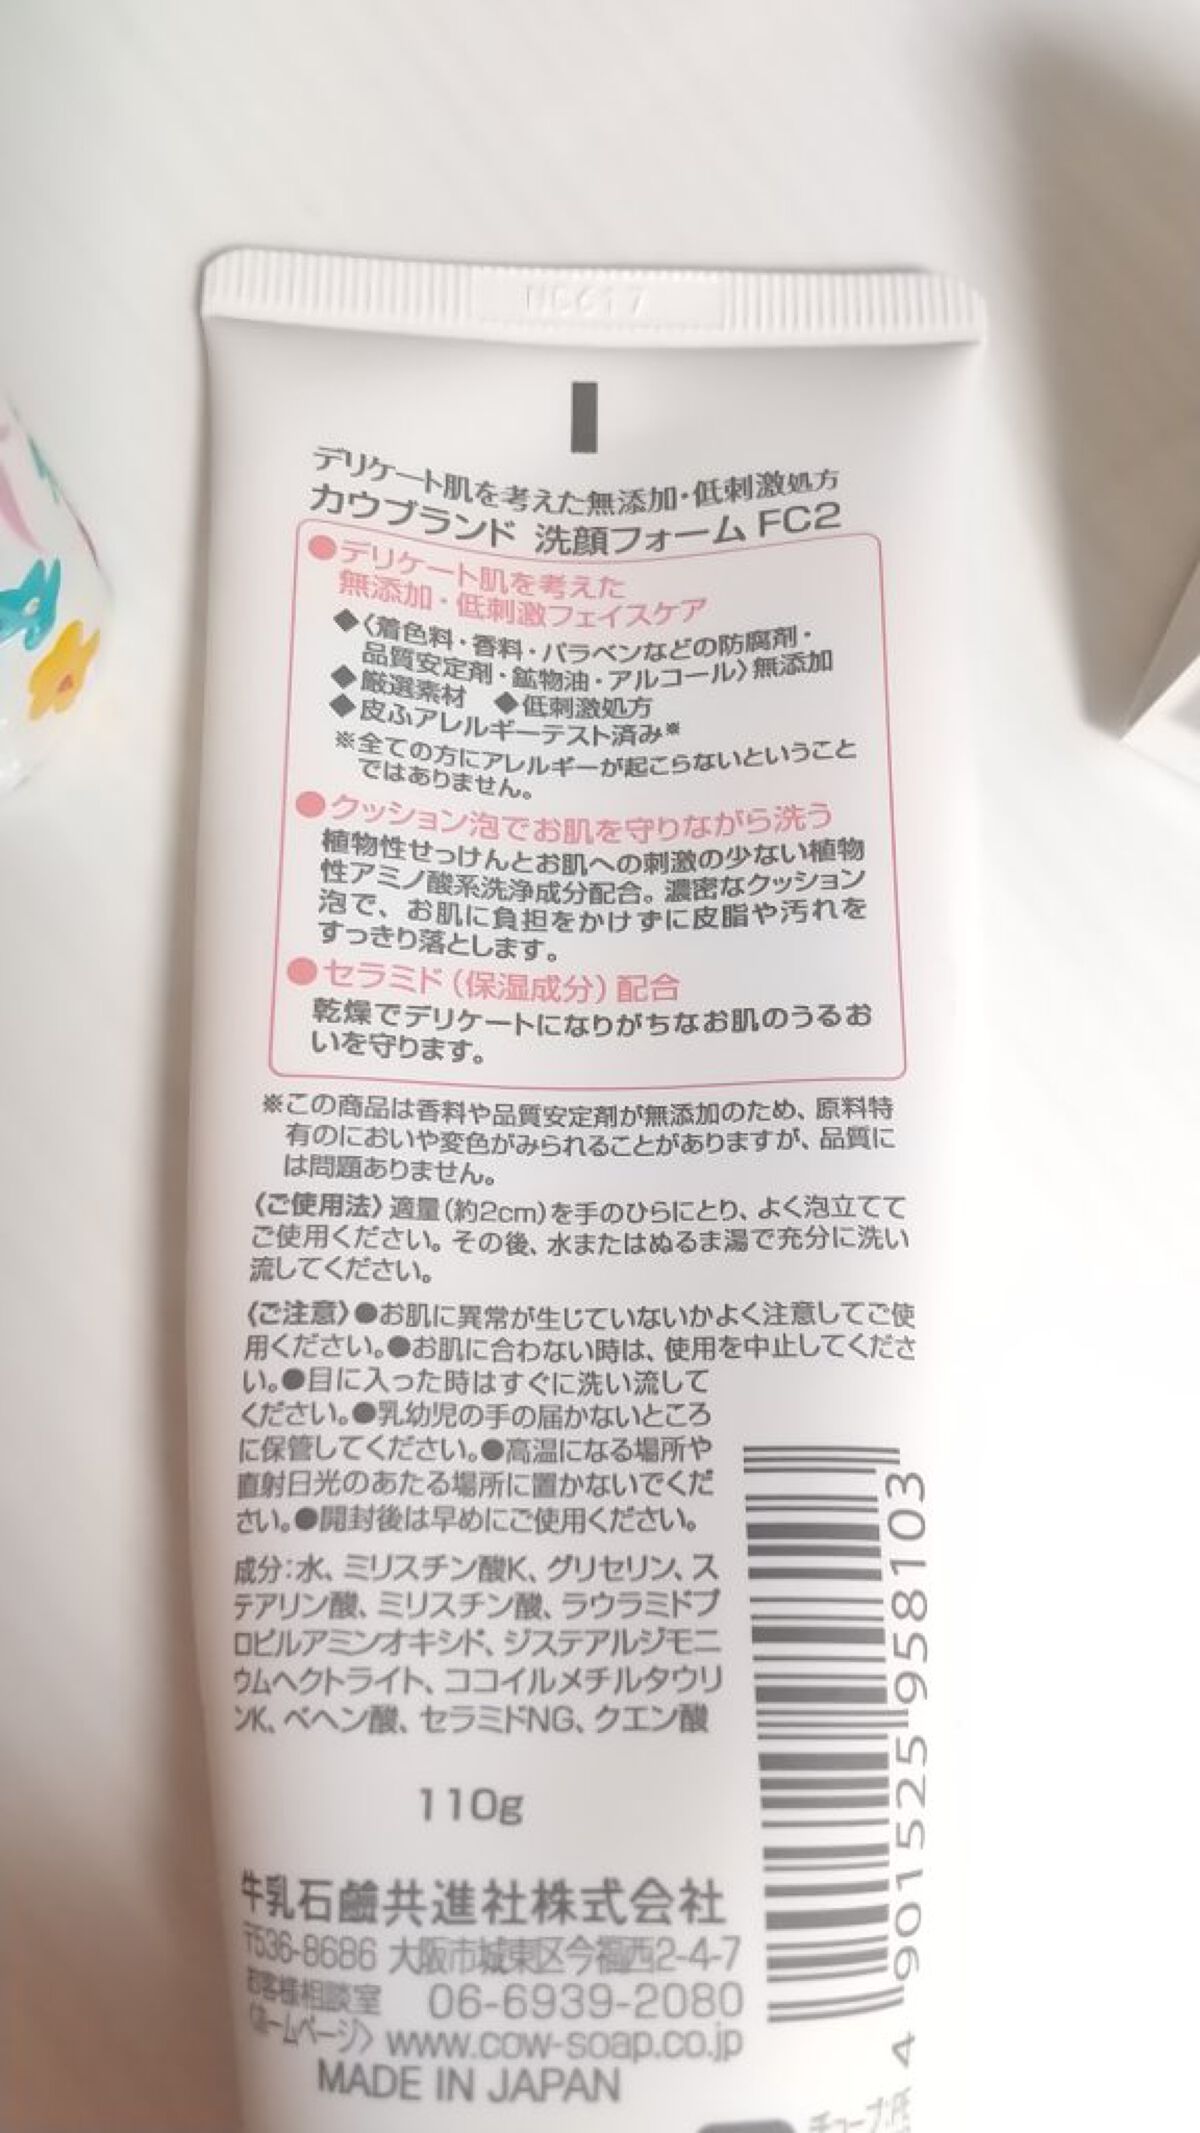 デリケート肌を考えた無添加・低刺激処方
カウブランド 洗顔フォーム FC2
●デリケート肌を考えた
無添加・低刺激フェイスケア
◆〈着色料・香料・パラベンなどの防腐剤・
品質安定剤・鉱物油・アルコール〉無添加
◆厳選素材 ◆低刺激処方
◆皮ふアレルギーテスト済み※
※全ての方にアレルギーが起こらないということ
ではありません。
●クッション泡でお肌を守りながら洗う
植物性せっけんとお肌への刺激の少ない植物
性アミノ酸系洗浄成分配合。濃密なクッション
泡で、お肌に負担をかけずに皮脂や汚れを
すっきり落とします。
●セラミド（保湿成分）配合
乾燥でデリケートになりがちなお肌のうるお
いを守ります。
※この商品は香料や品質安定剤が無添加のため、原料特
有のにおいや変色がみられることがありますが、品質に
は問題ありません。
〈ご使用法〉適量(約2cm)を手のひらにとり、よく泡立てて
ご使用ください。その後、水またはぬるま湯で充分に洗い
流してください。
〈ご注意〉●お肌に異常が生じていないかよく注意してご使
用ください。●お肌に合わない時は、使用を中止してくださ
い。●目に入った時はすぐに洗い流して
ください。●乳幼児の手の届かないところ
に保管してください。●高温になる場所や
直射日光のあたる場所に置かないでくだ
さい。●開封後は早めにご使用ください。
成分:水、ミリスチン酸K、グリセリン、ス
テアリン酸、ミリスチン酸、ラウラミドプ
ロピルアミンオキシド、ジステアルジモニ
ウムヘクトライト、ココイルメチルタウリ
ンK、ベヘン酸、セラミドNG、クエン酸
110g
牛乳石鹼共進社株式会社
〒536-8686 大阪市城東区今福西2-4-7
お客様相談室 06-6939-2080
〈ホームページ〉www.cow-soap.co.jp
MADE IN JAPAN
4 901525 958103